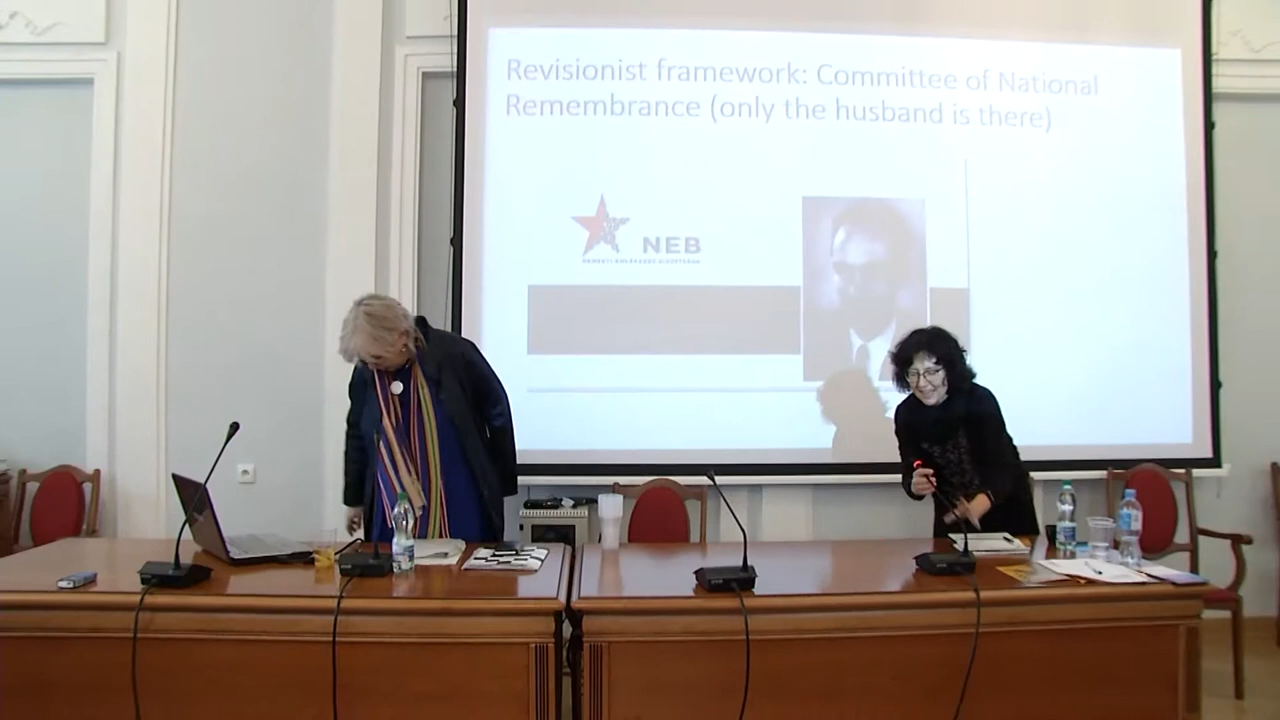 Revisionist framework: Committee of National
Remembrance (only the husband is there)
NEB